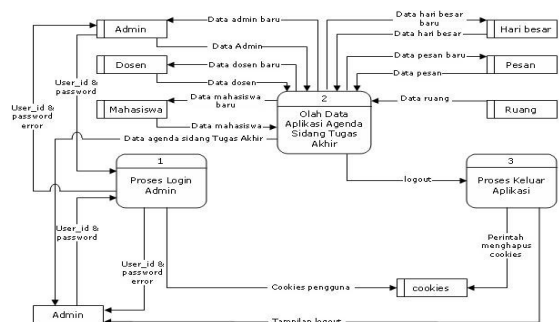 Data admin baru
Admin
Data Admin
Dosen
Data dosen baru
Data dosen
Mahasiswa
Data mahasiswa
baru
Data mahasiswa
Data agenda sidang Tugas Akhir
Data hari besar
baru
Data hari besar
Hari besar
Data pesan baru
Data pesan
Pesan
Data ruang
Ruang
2
Olah Data
Aplikasi Agenda
Sidang Tugas
Akhir
User_id &
password
User_id &
password
error
1
Proses Login
Admin
logout
3
Proses Keluar
Aplikasi
User_id &
password
User_id &
password
error
Perintah
menghapus
cookies
Cookies pengguna
cookies
Admin
Tampilan logout